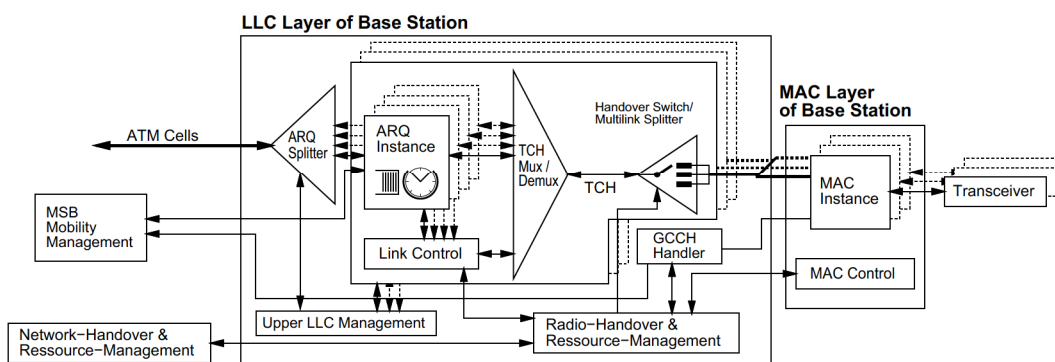 LLC Layer of Base Station
MAC Layer
of Base Station
ATM Cells
ARQ
Splitter
ARQ
Instance
TCH
Mux /
Demux
Handover Switch/
Multilink Splitter
TCH
MAC
Instance
Transceiver
MSB
Mobility
Management
Link Control
GCCH
Handler
MAC Control
Upper LLC Management
Radio-Handover &
Ressource-Management
Network-Handover &
Ressource-Management